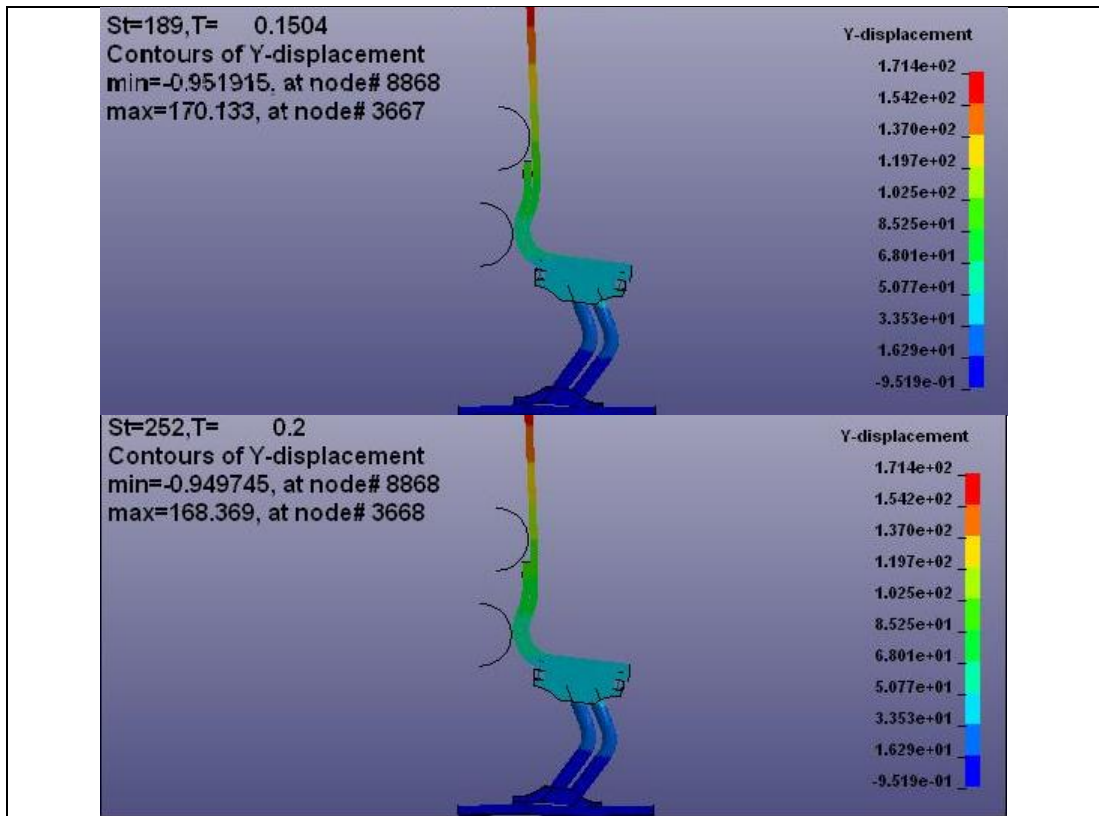 St=189,T= 0.1504
Contours of Y-displacement
min=-0.951915, at node# 8868
max=170.133, at node# 3667
Y-displacement
1.714e+02
1.542e+02
1.370e+02
1.197e+02
1.025e+02
8.525e+01
6.801e+01
5.077e+01
3.353e+01
1.629e+01
-9.519e-01
St=252,T= 0.2
Contours of Y-displacement
min=-0.949745, at node# 8868
max=168.369, at node# 3668
Y-displacement
1.714e+02
1.542e+02
1.370e+02
1.197e+02
1.025e+02
8.525e+01
6.801e+01
5.077e+01
3.353e+01
1.629e+01
-9.519e-01